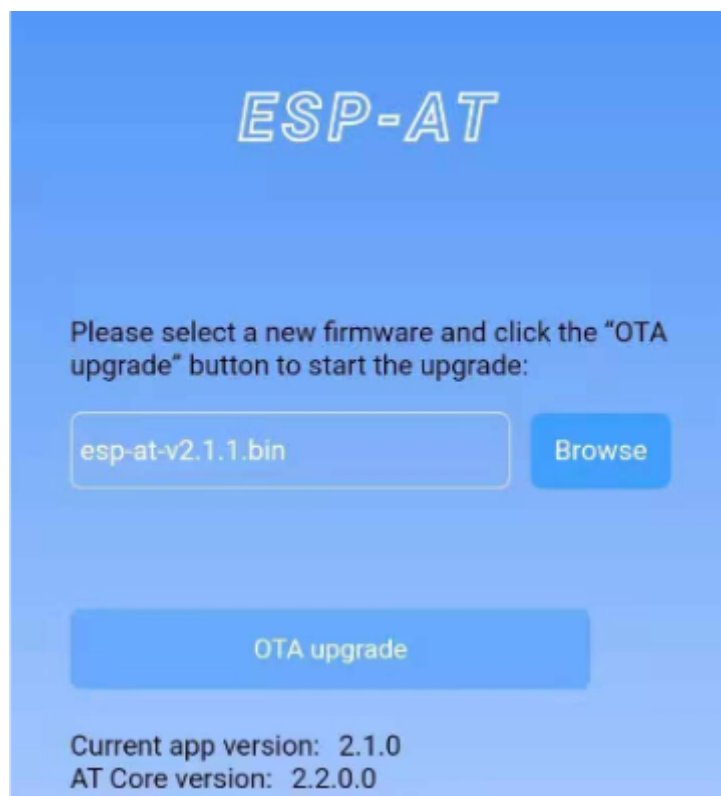 ESP-AT
Please select a new firmware and click the “OTA
upgrade” button to start the upgrade:
esp-at-v2.1.1.bin
Browse
OTA upgrade
Current app version: 2.1.0
AT Core version: 2.2.0.0